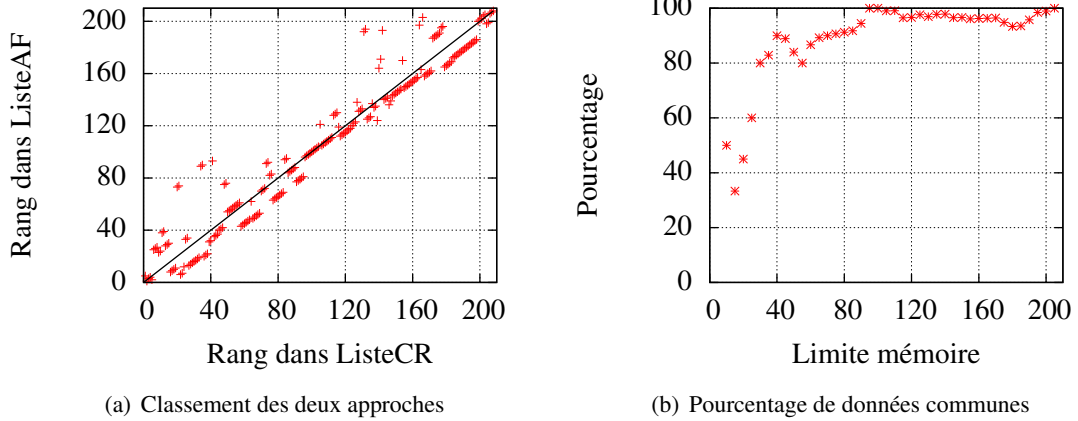 Rang dans ListeAF
200
160
120
80
40
0
0 40 80 120 160 200
Rang dans ListeCR
(a) Classement des deux approches
Pourcentage
100
80
60
40
20
0
0 40 80 120 160 200
Limite mémoire
(b) Pourcentage de données communes